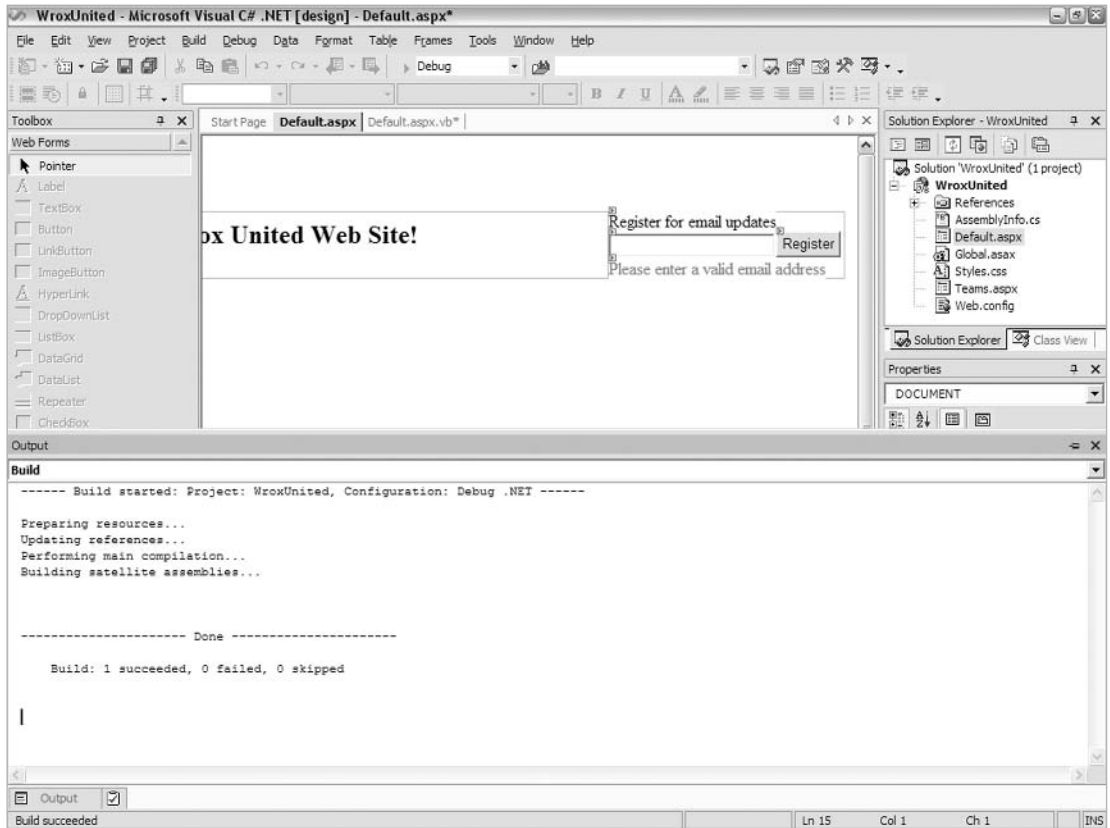 WroxUnited - Microsoft Visual C# .NET [design] - Default.aspx*
File Edit View Project Build Debug Data Format Table Frames Tools Window Help
Debug
B I U
Toolbox
Web Forms
Pointer
Label
TextBox
Button
LinkButton
ImageButton
HyperLink
DropDownList
ListBox
DataGrid
DataList
Repeater
CheckBox
Start Page Default.aspx Default.aspx.vb*
ox United Web Site!
Register for email updates
Register
Please enter a valid email address
Solution Explorer - WroxUnited
Solution 'WroxUnited' (1 project)
WroxUnited
References
AssemblyInfo.cs
Default.aspx
Global.asax
Styles.css
Teams.aspx
Web.config
Solution Explorer Class View
Properties
DOCUMENT
Output
Build
------ Build started: Project: WroxUnited, Configuration: Debug .NET ------
Preparing resources...
Updating references...
Performing main compilation...
Building satellite assemblies...
---------------------- Done ----------------------
Build: 1 succeeded, 0 failed, 0 skipped
Output
Build succeeded Ln 15 Col 1 Ch 1 INS